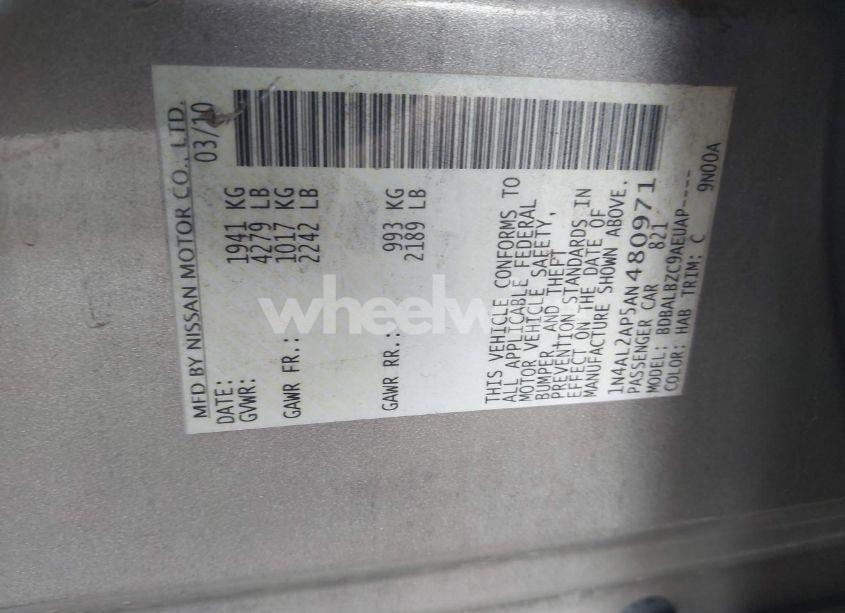 MFD BY NISSAN MOTOR CO., LTD.
DATE: 03/10
GVWR: 1941 KG
4279 LB
GAWR FR.: 1017 KG
2242 LB
GAWR RR.: 993 KG
2189 LB
THIS VEHICLE CONFORMS TO
ALL APPLICABLE FEDERAL
MOTOR VEHICLE SAFETY,
BUMPER, AND THEFT
PREVENTION STANDARDS IN
EFFECT ON THE DATE OF
MANUFACTURE SHOWN ABOVE.
1N4AL2AP5AN480971
PASSENGER CAR 821
MODEL: BDBALBZC9AEUAP----
COLOR: HAB TRIM: C 9N00A